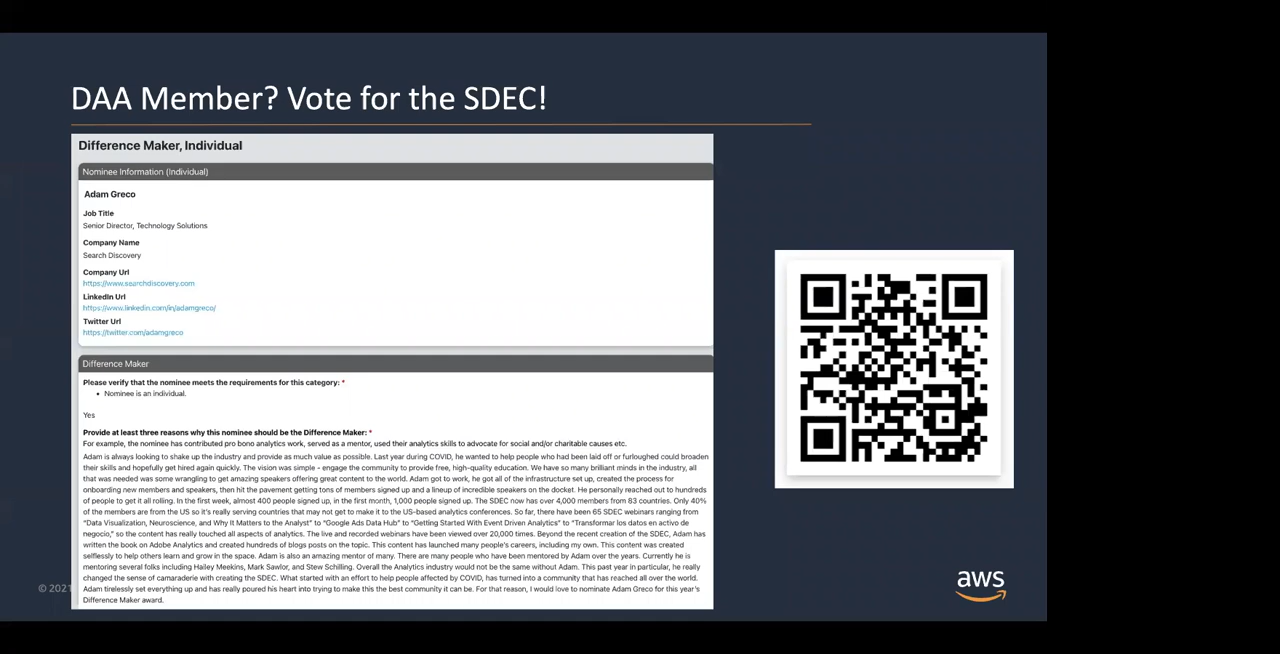 DAA Member? Vote for the SDEC!
Difference Maker, Individual
Nominee Information (Individual)
Adam Greco
Job Title
Senior Director, Technology Solutions
Company Name
Search Discovery
Company Url
https://www.searchdiscovery.com
LinkedIn Url
https://www.linkedin.com/in/adamgreco/
Twitter Url
https://twitter.com/adamgreco
Difference Maker
Please verify that the nominee meets the requirements for this category: *
• Nominee is an individual.
Yes
Provide at least three reasons why this nominee should be the Difference Maker: *
For example, the nominee has contributed pro bono analytics work, served as a mentor, used their analytics skills to advocate for social and/or charitable causes etc.
Adam is always looking to shake up the industry and provide as much value as possible. Last year during COVID, he wanted to help people who had been laid off or furloughed could broaden
their skills and hopefully get hired again quickly. The vision was simple - engage the community to provide free, high-quality education. We have so many brilliant minds in the industry, all
that was needed was some wrangling to get amazing speakers offering great content to the world. Adam got to work, he got all of the infrastructure set up, created the process for
onboarding new members and speakers, then hit the pavement getting tons of members signed up and a lineup of incredible speakers on the docket. He personally reached out to hundreds
of people to get it all rolling. In the first week, almost 400 people signed up, in the first month, 1,000 people signed up. The SDEC now has over 4,000 members from 83 countries. Only 40%
of the members are from the US so it's really serving countries that may not get to make it to the US-based analytics conferences. So far, there have been 65 SDEC webinars ranging from
"Data Visualization, Neuroscience, and Why It Matters to the Analyst" to "Google Ads Data Hub" to "Getting Started With Event Driven Analytics" to "Transformar los datos en activo de
negocio," so the content has really touched all aspects of analytics. The live and recorded webinars have been viewed over 20,000 times. Beyond the recent creation of the SDEC, Adam has
written the book on Adobe Analytics and created hundreds of blogs posts on the topic. This content has launched many people's careers, including my own. This content was created
selflessly to help others learn and grow in the space. Adam is also an amazing mentor of many. There are many people who have been mentored by Adam over the years. Currently he is
mentoring several folks including Hailey Meekins, Mark Sawlor, and Stew Schilling. Overall the Analytics industry would not be the same without Adam. This past year in particular, he really
changed the sense of camaraderie with creating the SDEC. What started with an effort to help people affected by COVID, has turned into a community that has reached all over the world.
Adam tirelessly set everything up and has really poured his heart into trying to make this the best community it can be. For that reason, I would love to nominate Adam Greco for this year's
Difference Maker award.
© 2021
aws